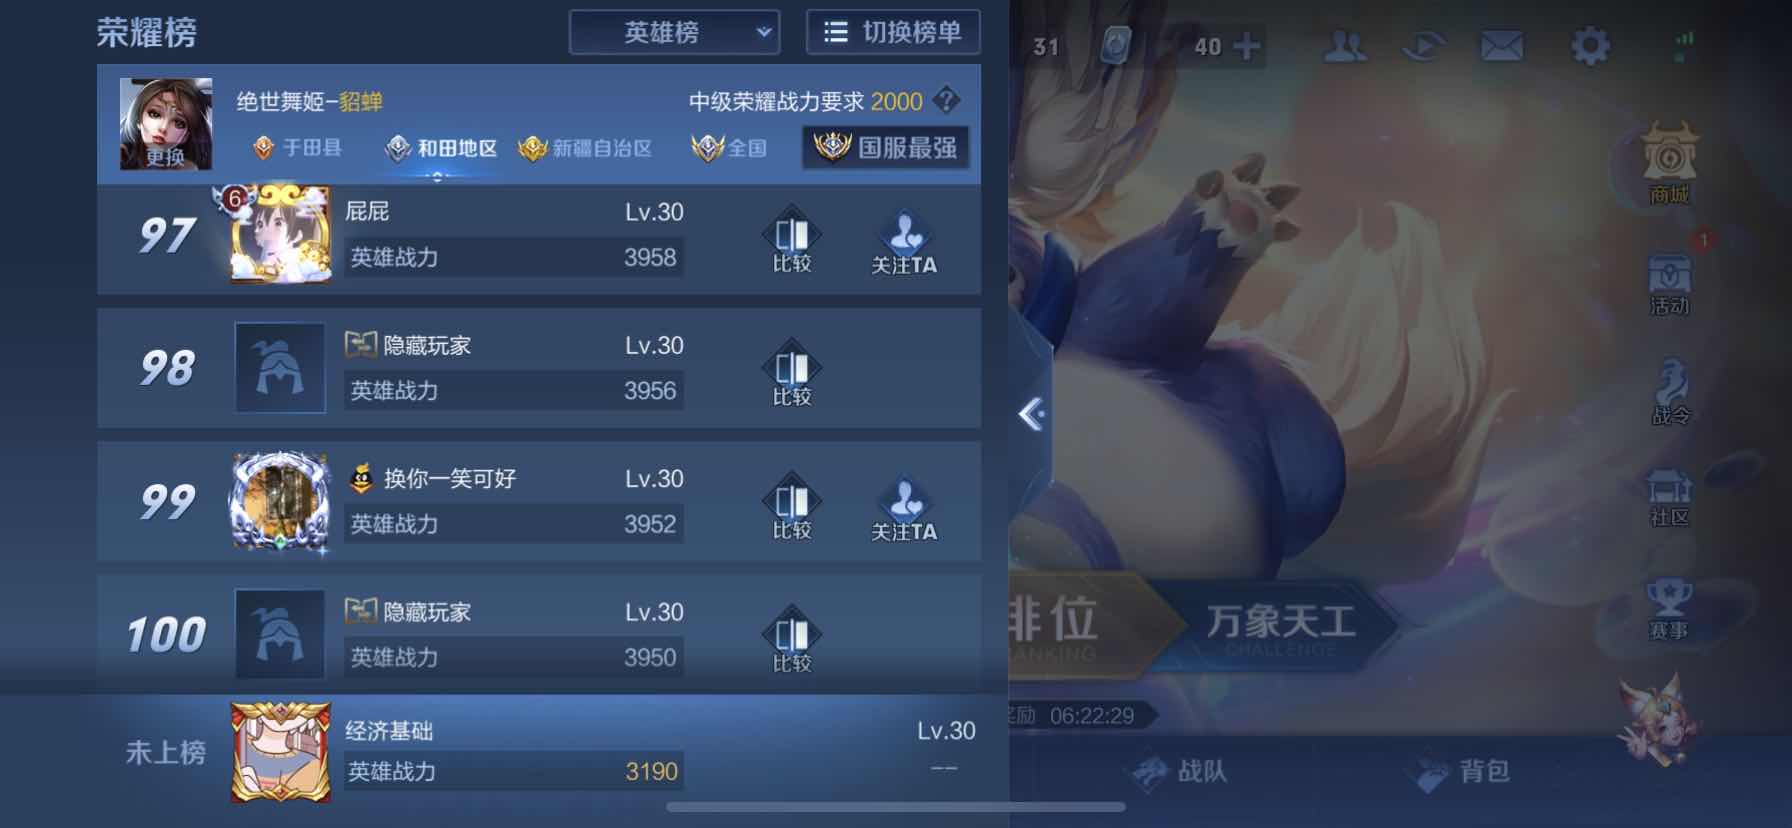 荣耀榜
英雄榜
切换榜单
31
40
绝世舞姬-貂蝉
中级荣耀战力要求 2000 ?
更换
于田县
和田地区
新疆自治区
全国
国服最强
97
6
屁屁
Lv.30
英雄战力
3958
比较
关注TA
98
隐藏玩家
Lv.30
英雄战力
3956
比较
99
换你一笑可好
Lv.30
英雄战力
3952
比较
关注TA
100
隐藏玩家
Lv.30
英雄战力
3950
比较
未上榜
经济基础
Lv.30
英雄战力
3190
--
商城
1
活动
战令
社区
赛事
排位
RANKING
万象天工
CHALLENGE
奖励 06:22:29
战队
背包